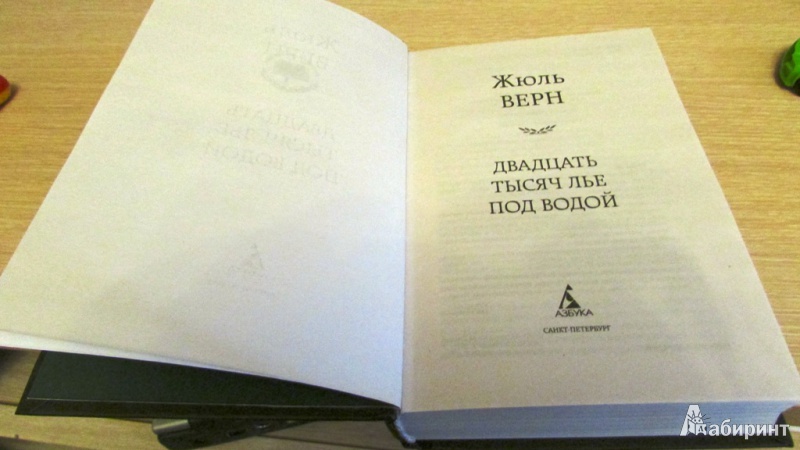 Жюль
ВЕРН
ДВАДЦАТЬ
ТЫСЯЧ ЛЬЕ
ПОД ВОДОЙ
АЗБУКА
САНКТ-ПЕТЕРБУРГ
Лабиринт